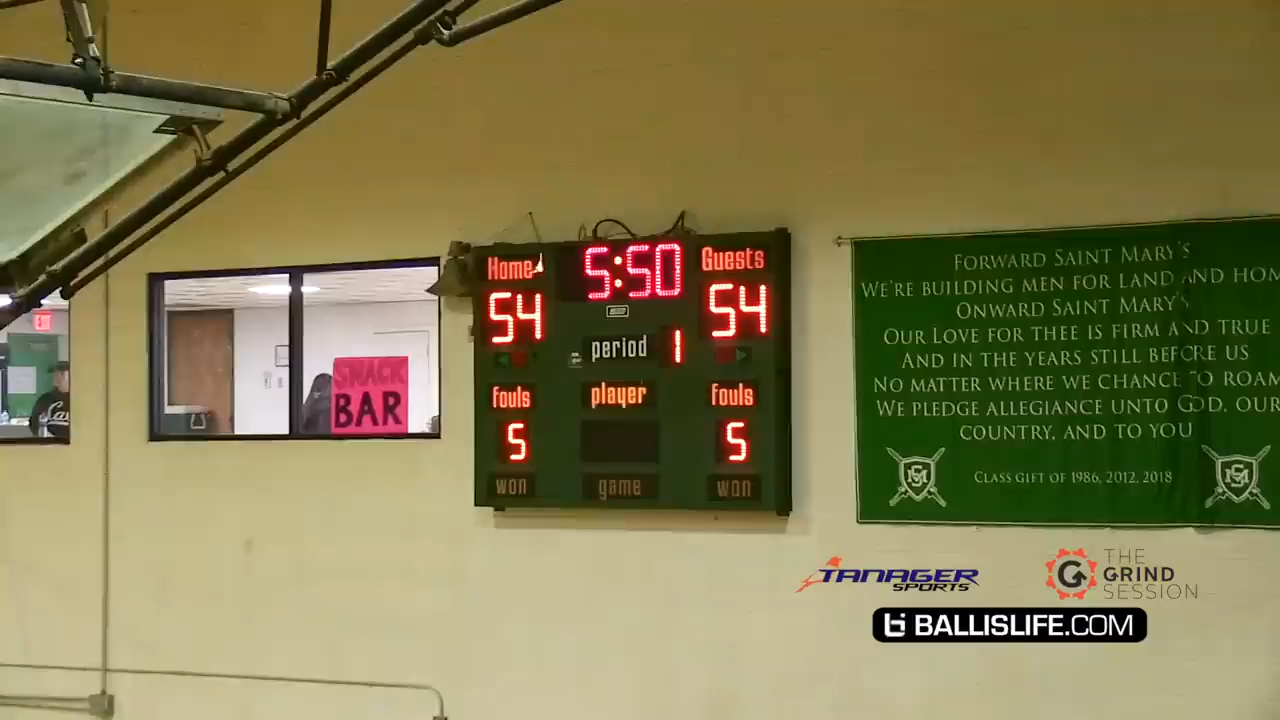 EXIT
SNACK
BAR
Home
5:50
Guests
54
54
period
1
Fouls
player
Fouls
5
5
won
game
won
FORWARD SAINT MARY'S
WE'RE BUILDING MEN FOR LAND AND HOM
ONWARD SAINT MARY'S
OUR LOVE FOR THEE IS FIRM AND TRUE
AND IN THE YEARS STILL BEFORE US
NO MATTER WHERE WE CHANCE TO ROAM
WE PLEDGE ALLEGIANCE UNTO GOD, OUR
COUNTRY, AND TO YOU
CLASS GIFT OF 1986, 2012, 2018
TANAGER
SPORTS
THE
GRIND
SESSION
BALLISLIFE.COM